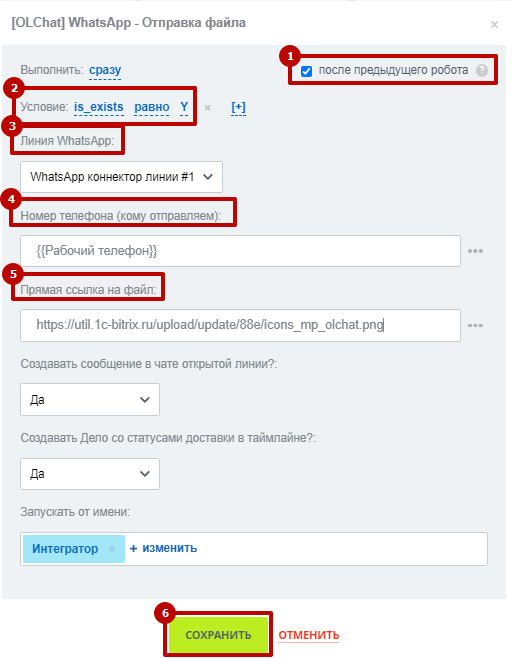 [OLChat] WhatsApp - Отправка файла ×
1
Выполнить: сразу после предыдущего робота ?
2
Условие: is_exists равно Y × [+]
3
Линия WhatsApp:
WhatsApp коннектор линии #1
4
Номер телефона (кому отправляем):
{{Рабочий телефон}}
5
Прямая ссылка на файл:
https://util.1c-bitrix.ru/upload/update/88e/icons_mp_olchat.png
Создавать сообщение в чате открытой линии?:
Да
Создавать Дело со статусами доставки в таймлайне?:
Да
Запускать от имени:
Интегратор × + изменить
6
СОХРАНИТЬ ОТМЕНИТЬ